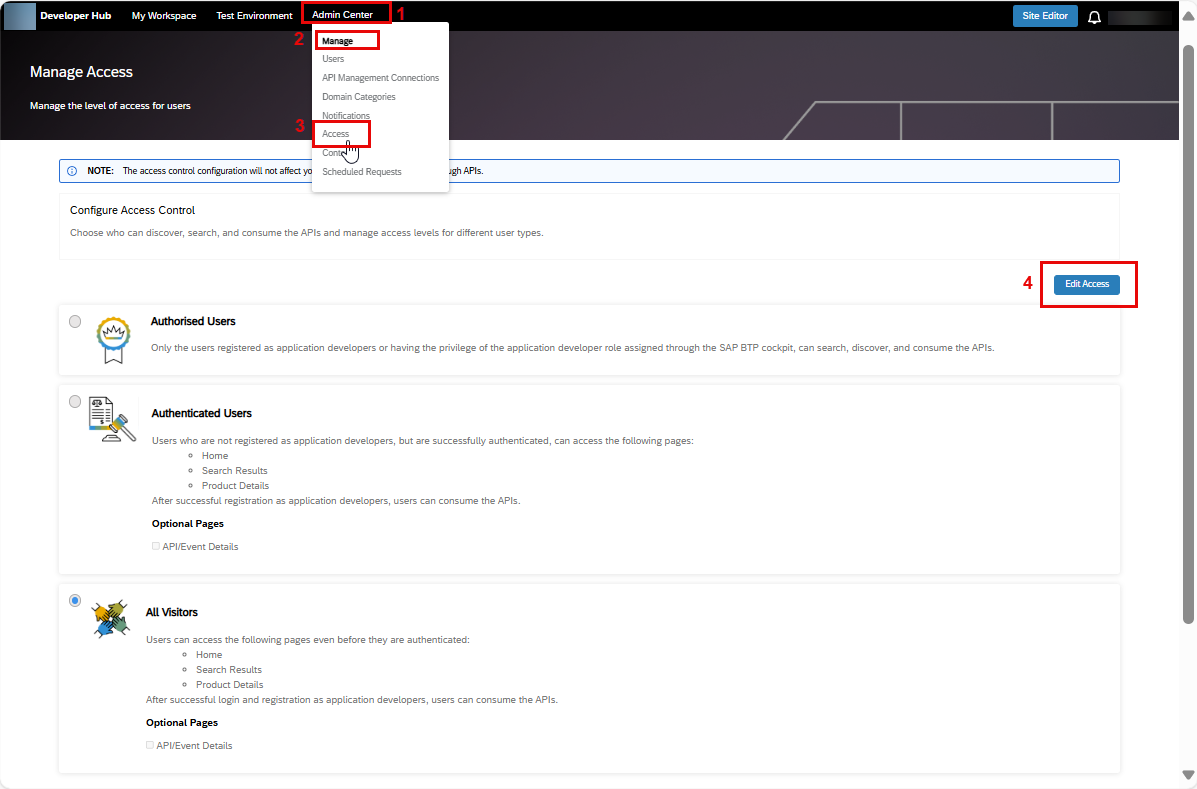 Developer Hub My Workspace Test Environment Admin Center 1 Site Editor
2 Manage
Users
API Management Connections
Domain Categories
Notifications
3 Access
Scheduled Requests
Manage Access
Manage the level of access for users
NOTE: The access control configuration will not affect APIs.
Configure Access Control
Choose who can discover, search, and consume the APIs and manage access levels for different user types.
4 Edit Access
Authorised Users
Only the users registered as application developers or having the privilege of the application developer role assigned through the SAP BTP cockpit, can search, discover, and consume the APIs.
Authenticated Users
Users who are not registered as application developers, but are successfully authenticated, can access the following pages:
Home
Search Results
Product Details
After successful registration as application developers, users can consume the APIs.
Optional Pages
API/Event Details
All Visitors
Users can access the following pages even before they are authenticated:
Home
Search Results
Product Details
After successful login and registration as application developers, users can consume the APIs.
Optional Pages
API/Event Details